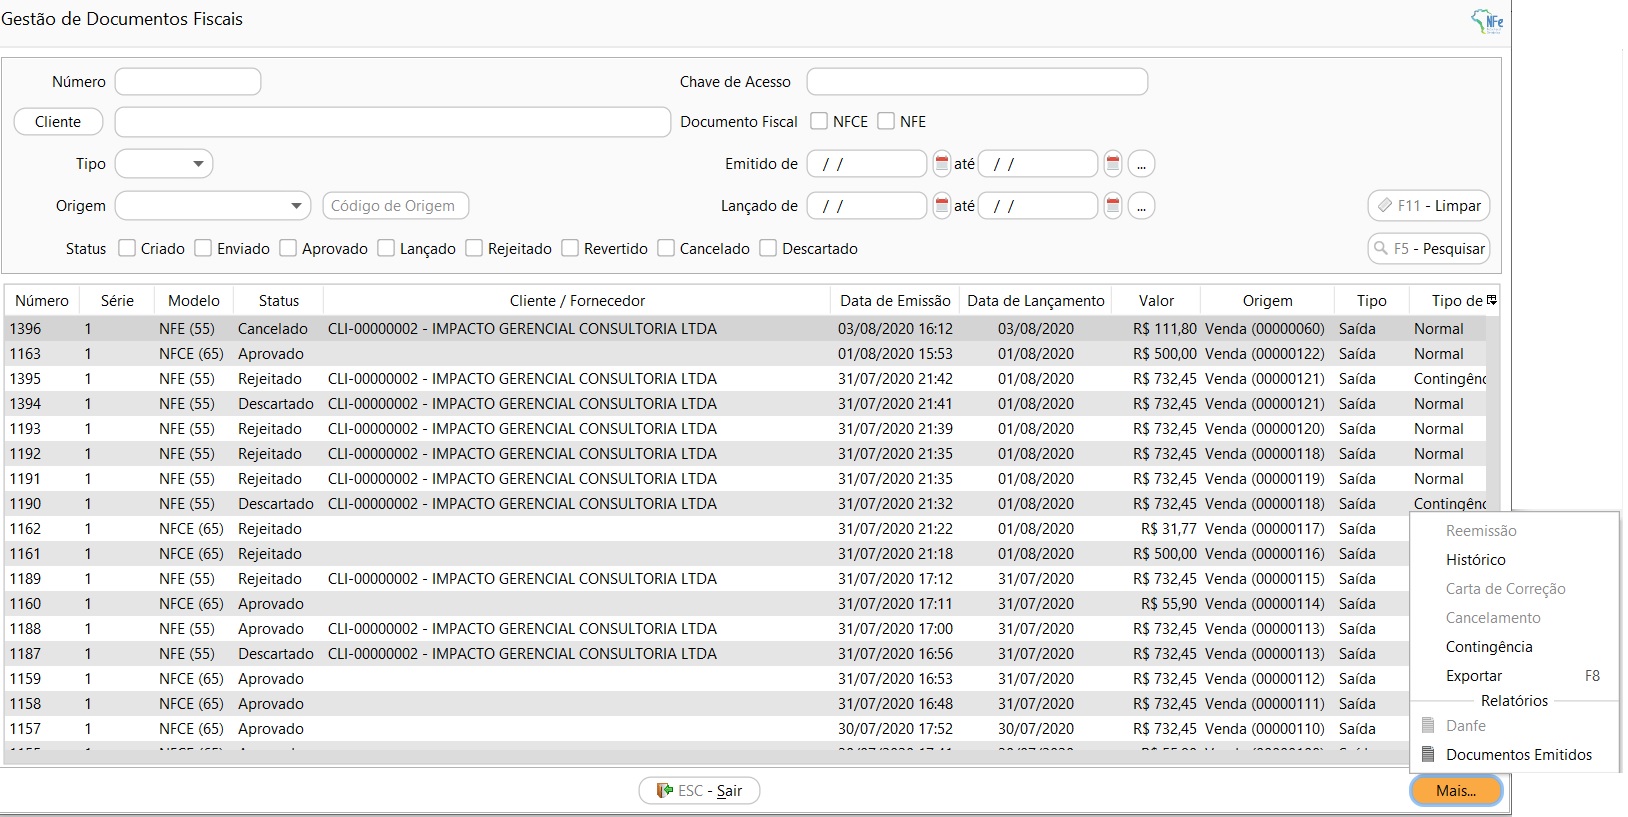 Gestão de Documentos Fiscais
NFe
Número Chave de Acesso
Cliente Documento Fiscal NFCE NFE
Tipo Emitido de / / até / / ...
Origem Código de Origem Lançado de / / até / / ... F11 - Limpar
Status Criado Enviado Aprovado Lançado Rejeitado Revertido Cancelado Descartado F5 - Pesquisar
Número Série Modelo Status Cliente / Fornecedor Data de Emissão Data de Lançamento Valor Origem Tipo Tipo de
1396 1 NFE (55) Cancelado CLI-00000002 - IMPACTO GERENCIAL CONSULTORIA LTDA 03/08/2020 16:12 03/08/2020 R$ 111,80 Venda (00000060) Saída Normal
1163 1 NFCE (65) Aprovado 01/08/2020 15:53 01/08/2020 R$ 500,00 Venda (00000122) Saída Normal
1395 1 NFE (55) Rejeitado CLI-00000002 - IMPACTO GERENCIAL CONSULTORIA LTDA 31/07/2020 21:42 01/08/2020 R$ 732,45 Venda (00000121) Saída Contingênc
1394 1 NFE (55) Descartado CLI-00000002 - IMPACTO GERENCIAL CONSULTORIA LTDA 31/07/2020 21:41 01/08/2020 R$ 732,45 Venda (00000121) Saída Normal
1193 1 NFE (55) Rejeitado CLI-00000002 - IMPACTO GERENCIAL CONSULTORIA LTDA 31/07/2020 21:39 01/08/2020 R$ 732,45 Venda (00000120) Saída Normal
1192 1 NFE (55) Rejeitado CLI-00000002 - IMPACTO GERENCIAL CONSULTORIA LTDA 31/07/2020 21:35 01/08/2020 R$ 732,45 Venda (00000118) Saída Normal
1191 1 NFE (55) Rejeitado CLI-00000002 - IMPACTO GERENCIAL CONSULTORIA LTDA 31/07/2020 21:35 01/08/2020 R$ 732,45 Venda (00000119) Saída Normal
1190 1 NFE (55) Descartado CLI-00000002 - IMPACTO GERENCIAL CONSULTORIA LTDA 31/07/2020 21:32 01/08/2020 R$ 732,45 Venda (00000118) Saída Contingênc
1162 1 NFCE (65) Rejeitado 31/07/2020 21:22 01/08/2020 R$ 31,77 Venda (00000117) Saída
1161 1 NFCE (65) Rejeitado 31/07/2020 21:18 01/08/2020 R$ 500,00 Venda (00000116) Saída
1189 1 NFE (55) Rejeitado CLI-00000002 - IMPACTO GERENCIAL CONSULTORIA LTDA 31/07/2020 17:12 31/07/2020 R$ 732,45 Venda (00000115) Saída
1160 1 NFCE (65) Aprovado 31/07/2020 17:11 31/07/2020 R$ 55,90 Venda (00000114) Saída
1188 1 NFE (55) Aprovado CLI-00000002 - IMPACTO GERENCIAL CONSULTORIA LTDA 31/07/2020 17:00 31/07/2020 R$ 732,45 Venda (00000113) Saída
1187 1 NFE (55) Descartado CLI-00000002 - IMPACTO GERENCIAL CONSULTORIA LTDA 31/07/2020 16:56 31/07/2020 R$ 732,45 Venda (00000113) Saída
1159 1 NFCE (65) Aprovado 31/07/2020 16:53 31/07/2020 R$ 732,45 Venda (00000112) Saída
1158 1 NFCE (65) Aprovado 31/07/2020 16:48 31/07/2020 R$ 732,45 Venda (00000111) Saída
1157 1 NFCE (65) Aprovado 30/07/2020 17:52 30/07/2020 R$ 732,45 Venda (00000110) Saída
Reemissão
Histórico
Carta de Correção
Cancelamento
Contingência
Exportar F8
Relatórios
Danfe
Documentos Emitidos
ESC - Sair Mais...